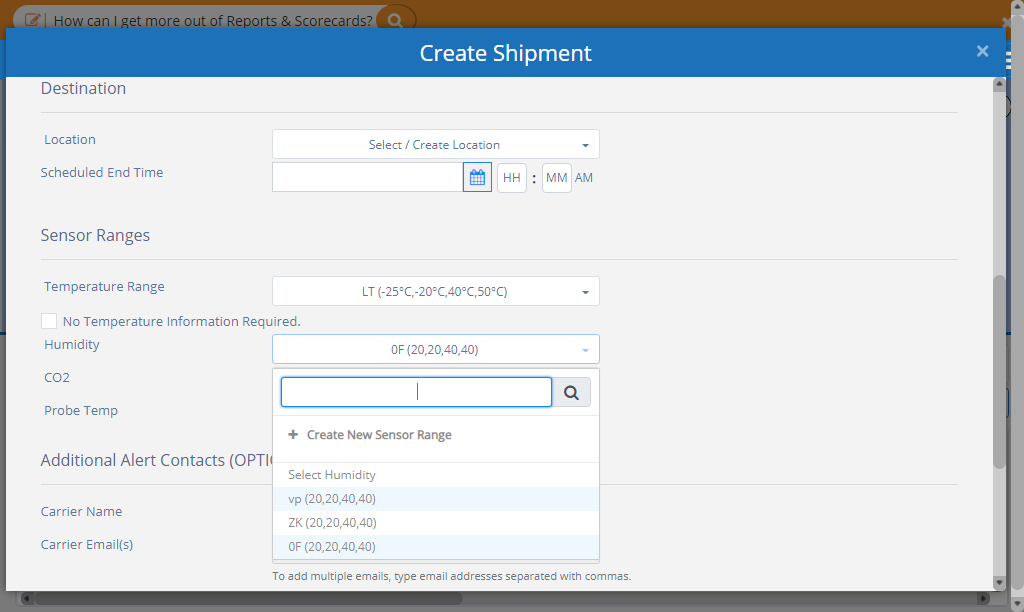 How can I get more out of Reports & Scorecards?
Create Shipment
×
Destination
Location
Select / Create Location
Scheduled End Time
HH : MM AM
Sensor Ranges
Temperature Range
LT (-25°C,-20°C,40°C,50°C)
No Temperature Information Required.
Humidity
0F (20,20,40,40)
CO2
Probe Temp
+ Create New Sensor Range
Select Humidity
vp (20,20,40,40)
ZK (20,20,40,40)
0F (20,20,40,40)
Additional Alert Contacts (OPTI
Carrier Name
Carrier Email(s)
To add multiple emails, type email addresses separated with commas.